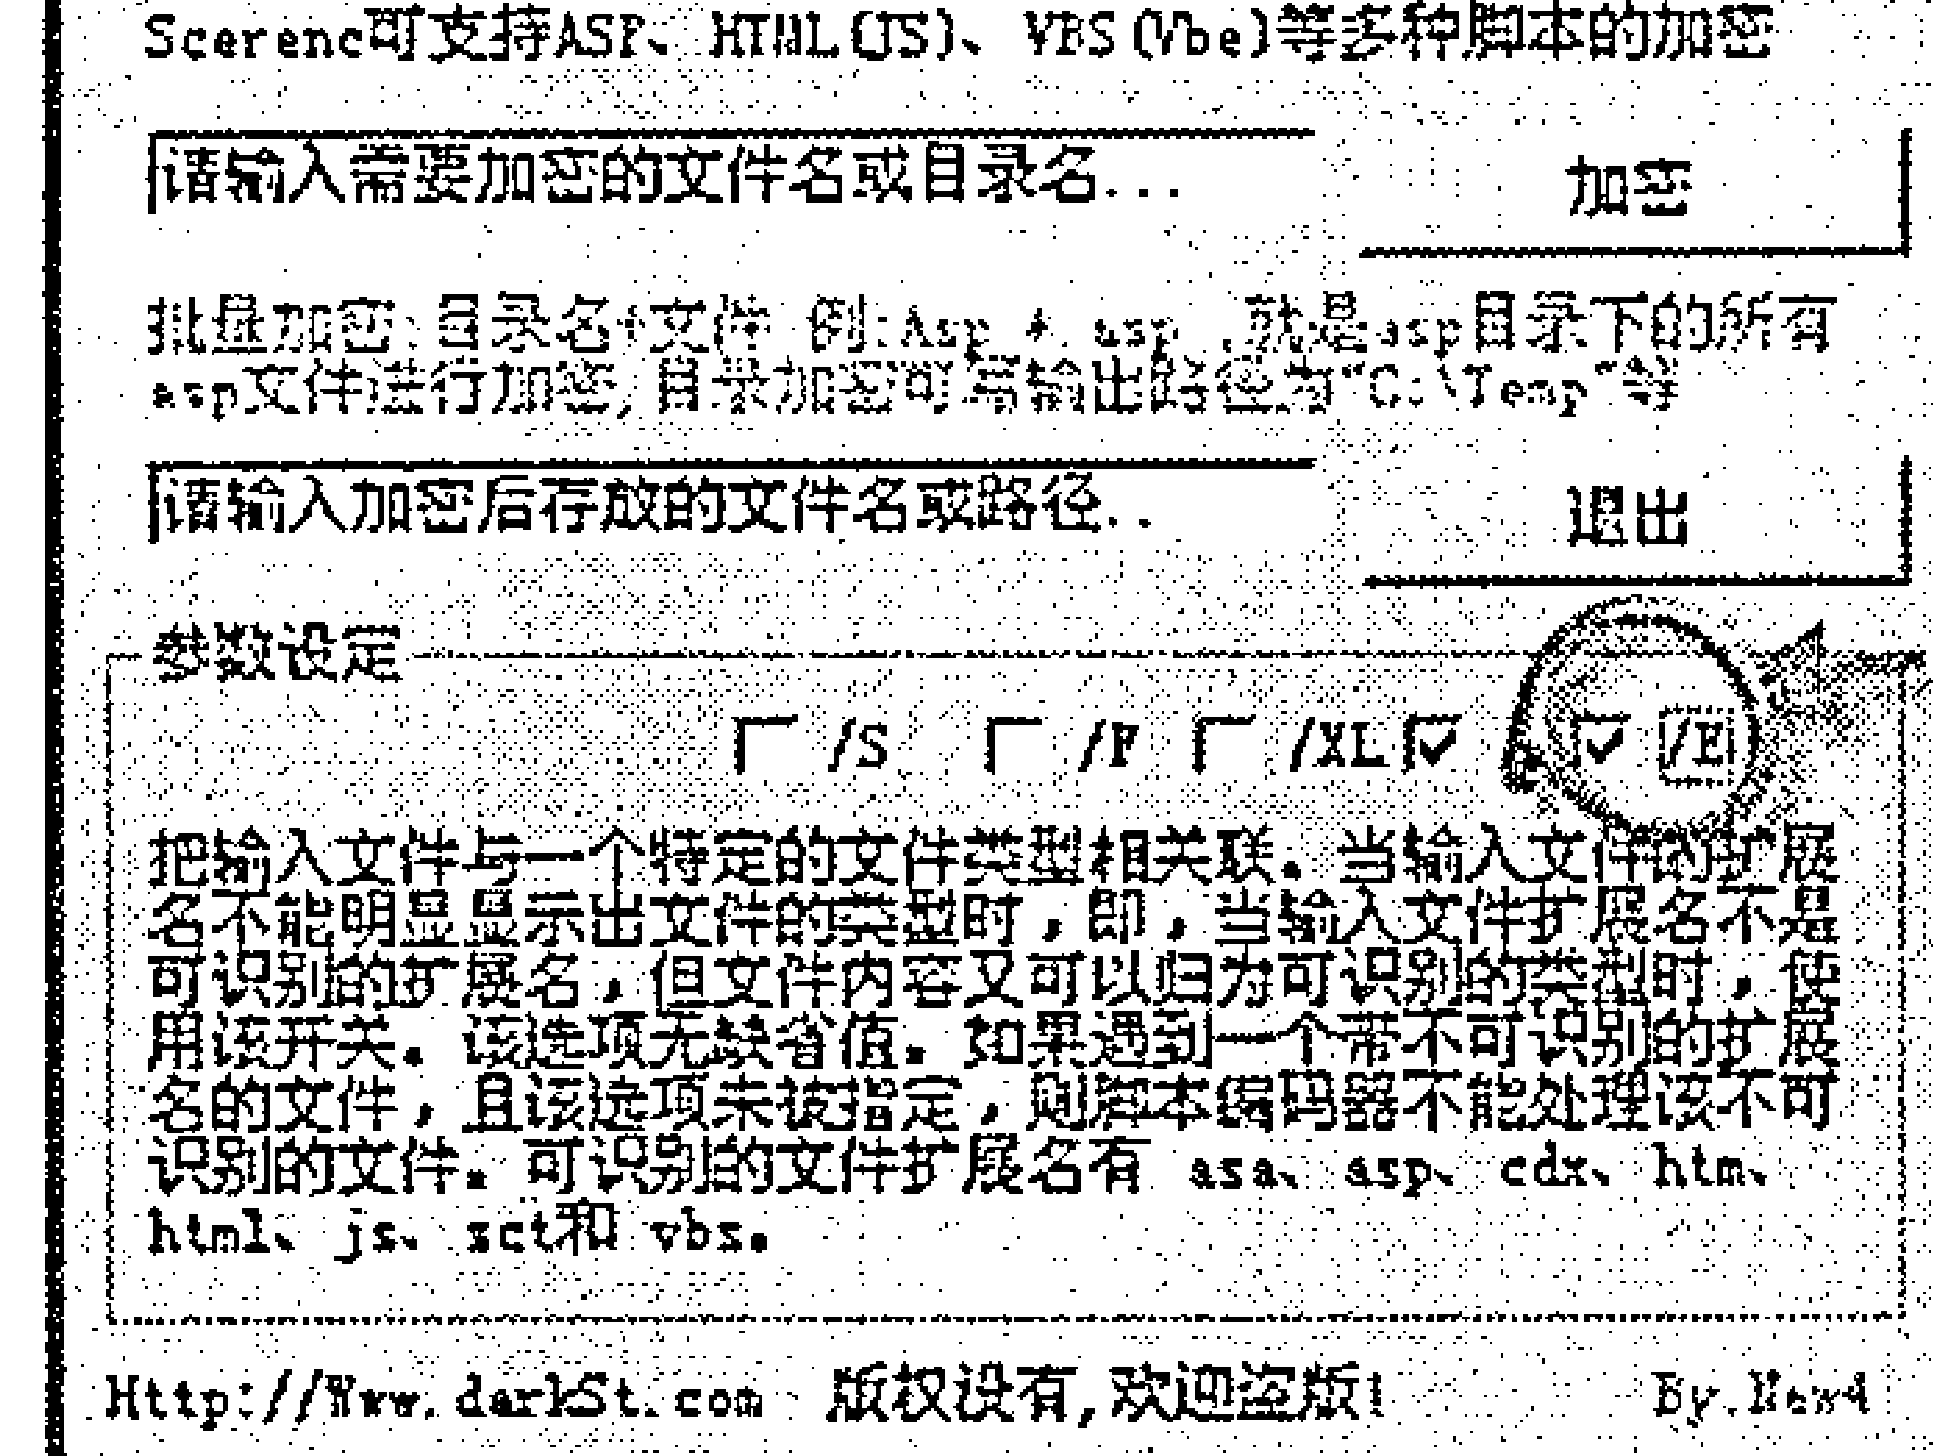 Screnc可支持ASP、HTML(JS)、VBS(Vbe)等多种脚本的加密
请输入需要加密的文件名或目录名...
加密
批量加密:目录名+文件 例:Asp *.asp ,就是asp目录下的所有
asp文件进行加密,目录加密可写输出路径为"C:\Temp"等
请输入加密后存放的文件名或路径..
退出
参数设定
/S /F /XL /E
把输入文件与一个特定的文件类型相关联。当输入文件的扩展
名不能明显显示出文件的类型时，即，当输入文件扩展名不是
可识别的扩展名，但文件内容又可以归为可识别的类型时，使
用该开关。该选项无缺省值。如果遇到一个带不可识别的扩展
名的文件，且该选项未被指定，则脚本编码器不能处理该不可
识别的文件。可识别的文件扩展名有 asa、asp、cdx、htm、
html、js、sct和 vbs。
Http://Www.darkSt.com 版权没有,欢迎盗版!
By.New4